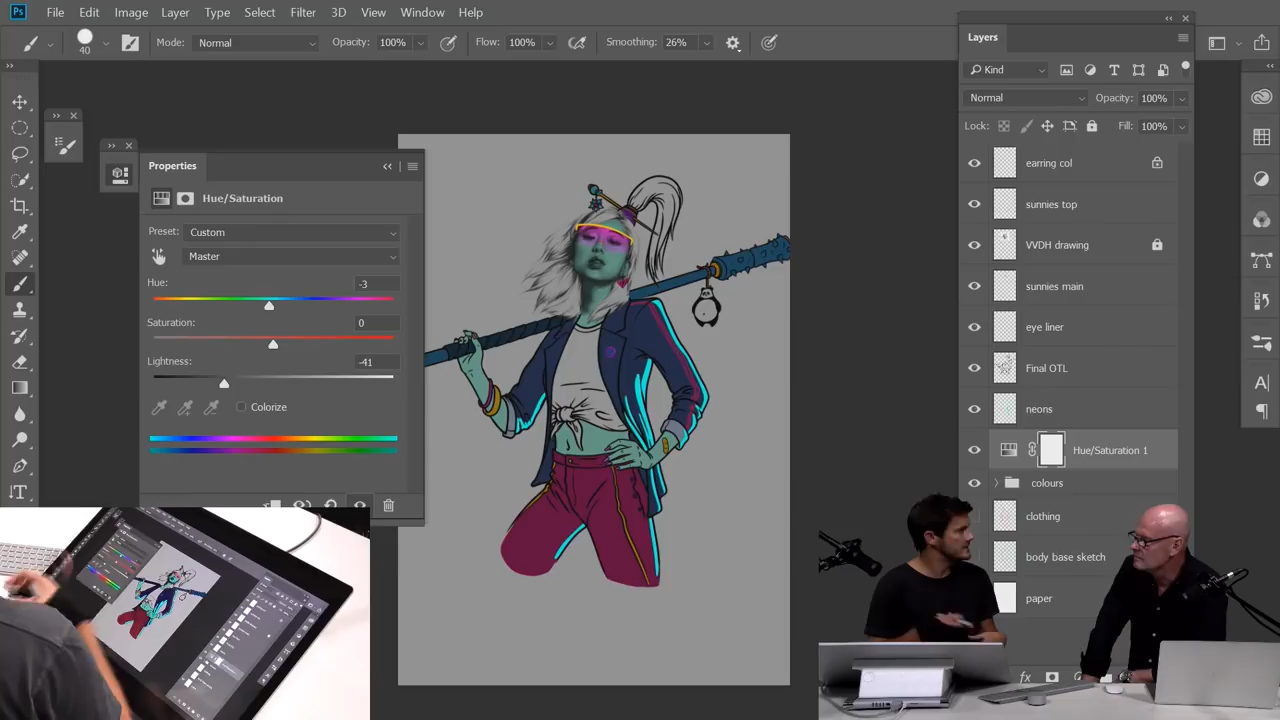 Ps File Edit Image Layer Type Select Filter 3D View Window Help
40 Mode: Normal Opacity: 100% Flow: 100% Smoothing: 26%
Layers
Kind
Normal Opacity: 100%
Lock: Fill: 100%
earring col
sunnies top
VVDH drawing
sunnies main
eye liner
Final OTL
neons
Hue/Saturation 1
colours
clothing
body base sketch
paper
fx
Properties
Hue/Saturation
Preset: Custom
Master
Hue: -3
Saturation: 0
Lightness: -41
Colorize